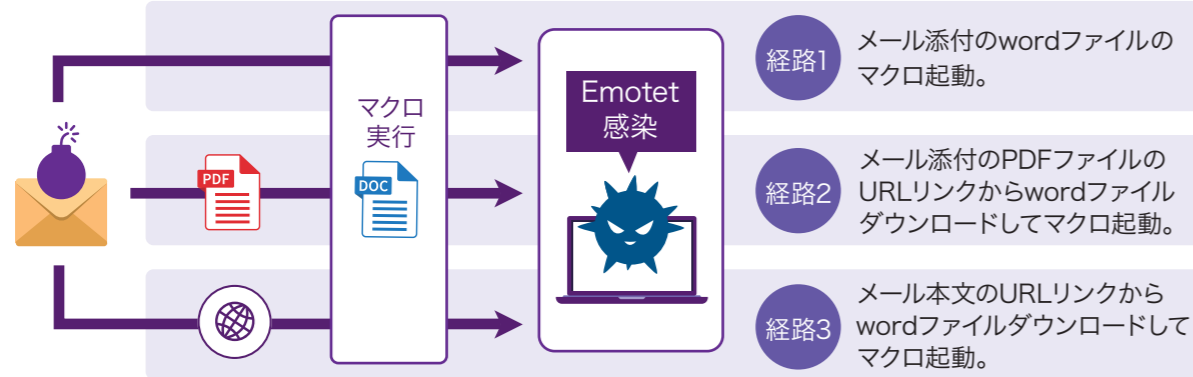 経路1
メール添付のwordファイルの
マクロ起動。
マクロ
実行
Emotet
感染
PDF
DOC
経路2
メール添付のPDFファイルの
URLリンクからwordファイル
ダウンロードしてマクロ起動。
経路3
メール本文のURLリンクから
wordファイルダウンロードして
マクロ起動。